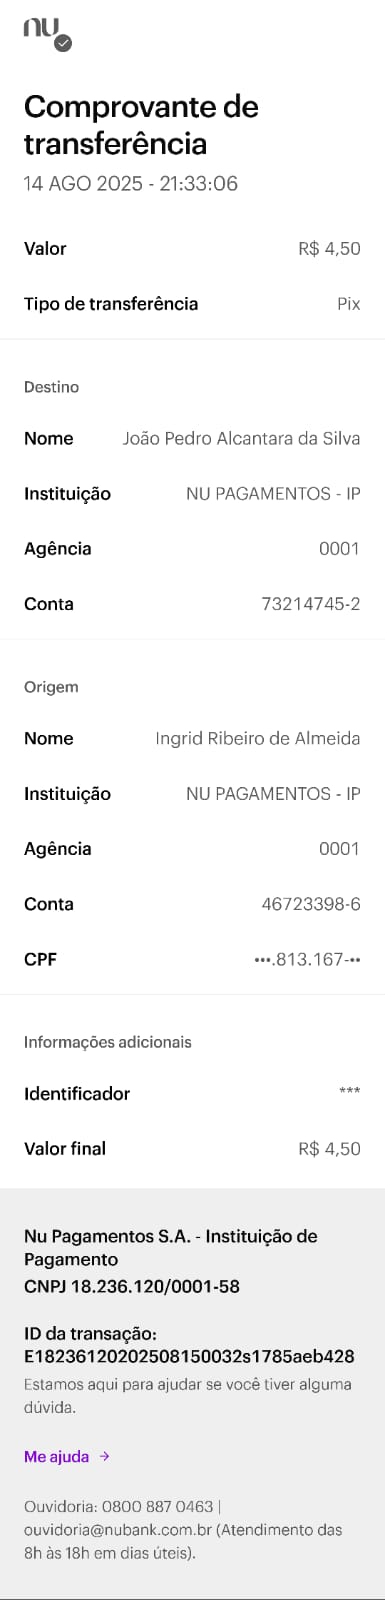 nu
Comprovante de
transferência
14 AGO 2025 - 21:33:06
Valor R$ 4,50
Tipo de transferência Pix
Destino
Nome João Pedro Alcantara da Silva
Instituição NU PAGAMENTOS - IP
Agência 0001
Conta 73214745-2
Origem
Nome Ingrid Ribeiro de Almeida
Instituição NU PAGAMENTOS - IP
Agência 0001
Conta 46723398-6
CPF •••.813.167-••
Informações adicionais
Identificador ***
Valor final R$ 4,50
Nu Pagamentos S.A. - Instituição de
Pagamento
CNPJ 18.236.120/0001-58
ID da transação:
E18236120202508150032s1785aeb428
Estamos aqui para ajudar se você tiver alguma
dúvida.
Me ajuda →
Ouvidoria: 0800 887 0463 |
ouvidoria@nubank.com.br (Atendimento das
8h às 18h em dias úteis).